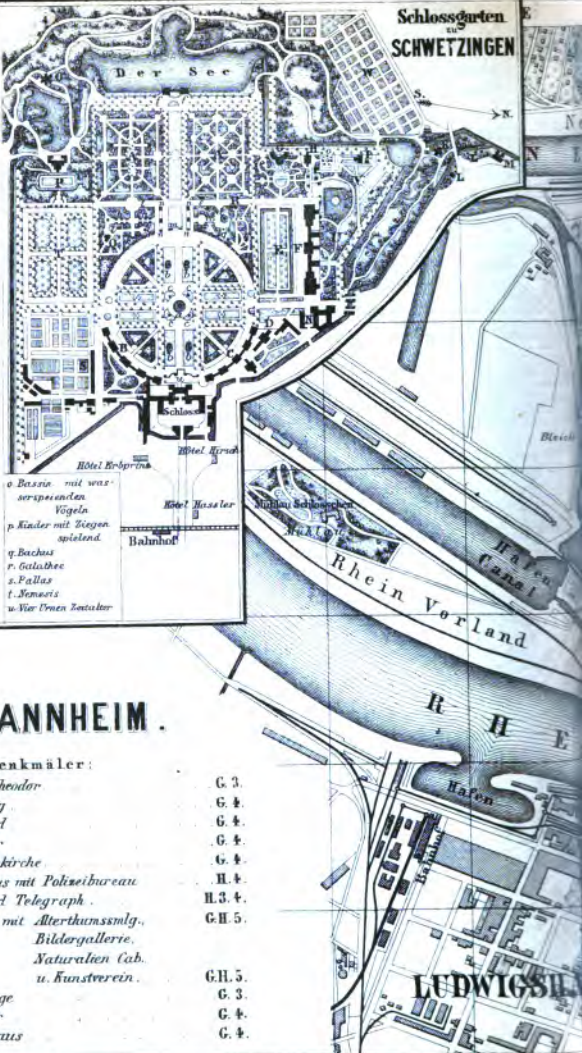 Schlossgarten
zu
SCHWETZINGEN
Der See
W
S.
N.
Schloss
Hôtel Erbprinz
Hôtel Hirsch
Hôtel Hassler
Bahnhof
o. Bassin mit was-
serspeienden
Vögeln
p. Kinder mit Ziegen
spielend
q. Bachus
r. Galathee
s. Pallas
t. Nemesis
u. Vier Urnen Zeitalter
Bleich
Mühlau Schlösschen
Mühlau
Hafen
Canal
Rhein Vorland
RHE
Hafen
Bahnhof
LUDWIGSH
ANNHEIM.
enkmäler:
heodor G. 3.
G. 4.
G. 4.
G. 4.
kirche G. 4.
us mit Polizeibureau H. 4.
d Telegraph. H. 3. 4.
mit Alterthumssmlg., G.H. 5.
Bildergallerie,
Naturalien Cab.
u. Kunstverein. G.H. 5.
ge G. 3.
G. 4.
aus G. 4.